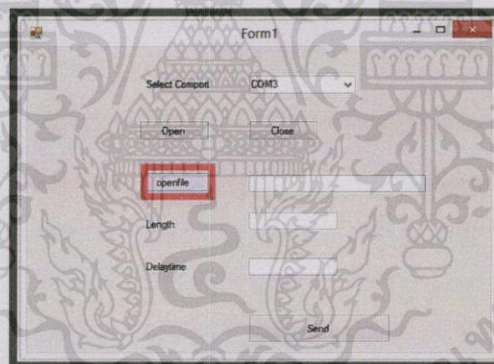 Form1
Select Comport COM3
Open Close
openfile
Length
Delaytime
Send